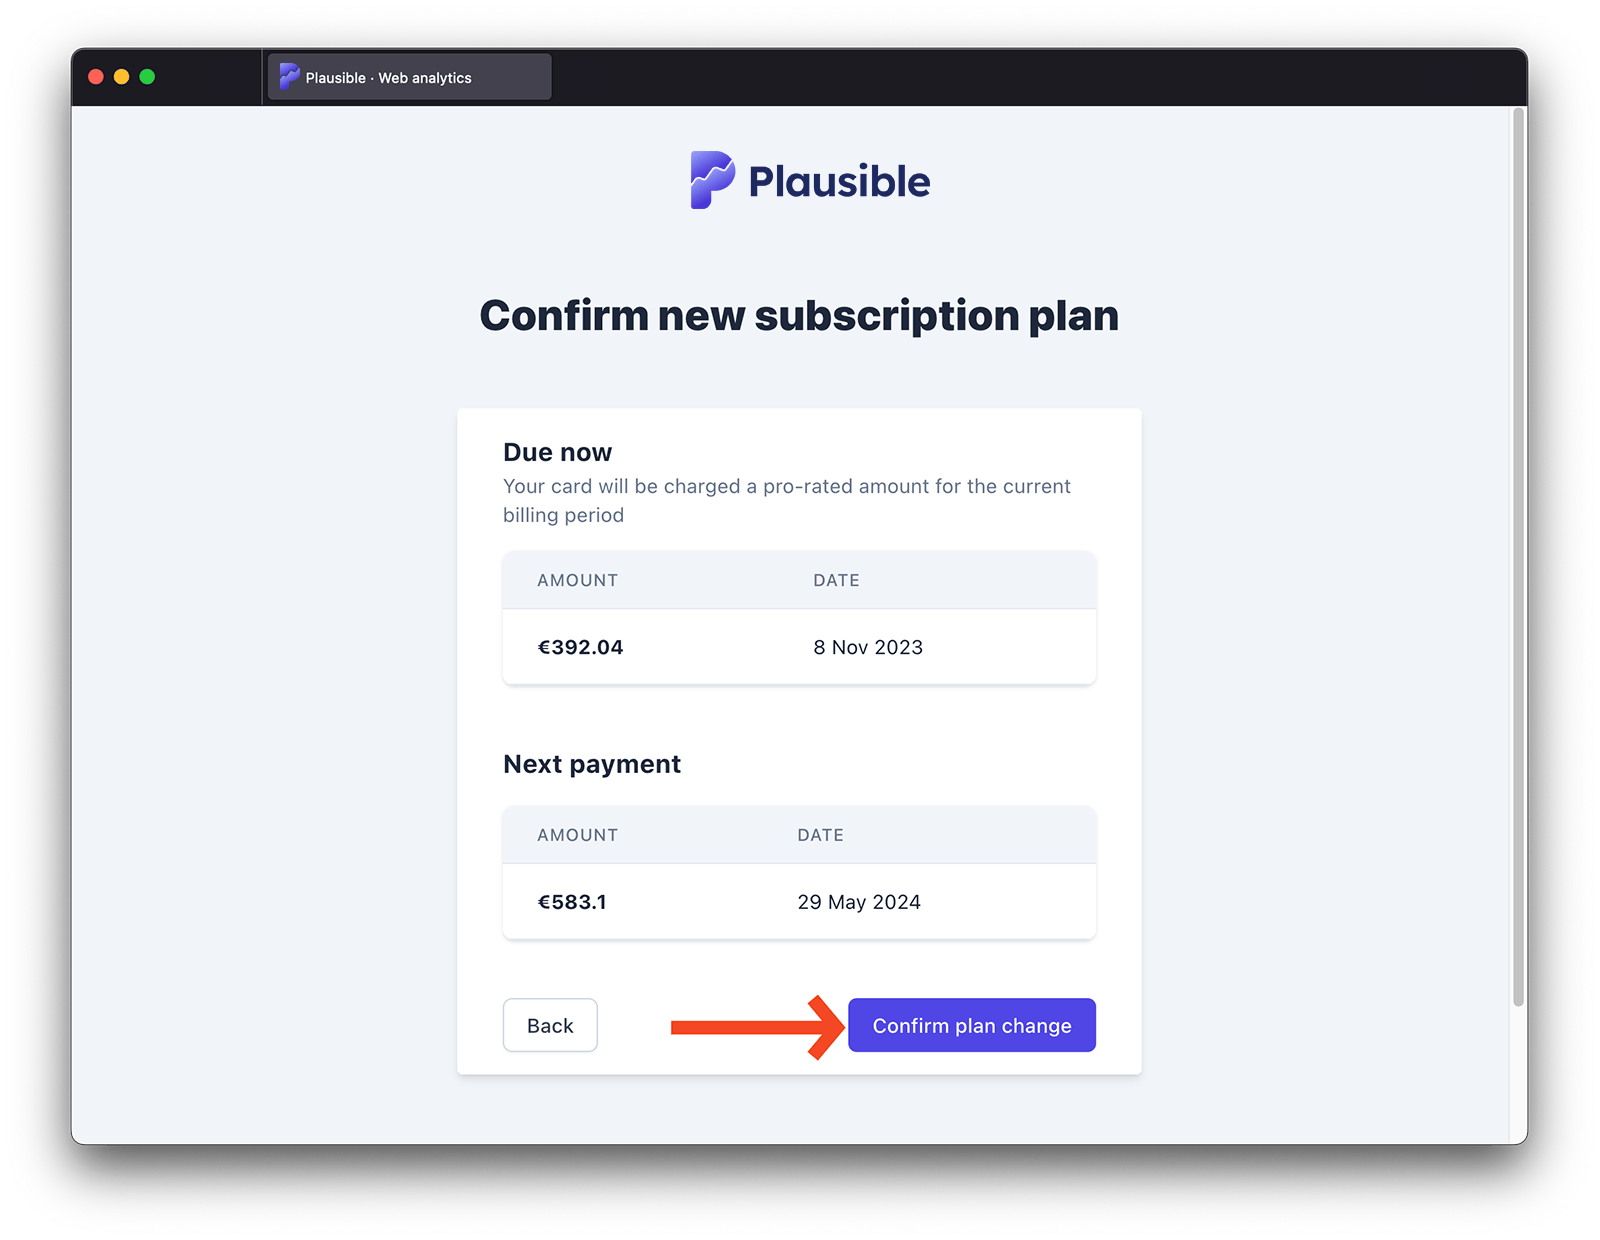 Plausible · Web analytics
Plausible
Confirm new subscription plan
Due now
Your card will be charged a pro-rated amount for the current
billing period
AMOUNT DATE
€392.04 8 Nov 2023
Next payment
AMOUNT DATE
€583.1 29 May 2024
Back Confirm plan change